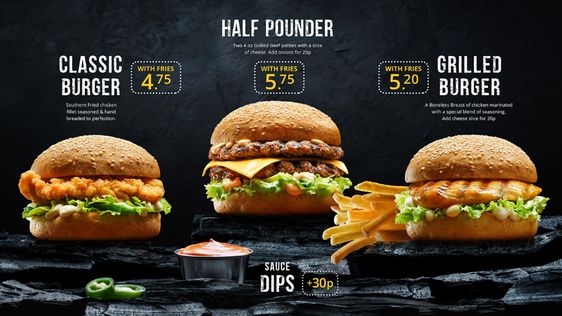 HALF POUNDER
Two 4 oz Grilled Beef patties with a slice
of cheese. Add onions for 20p
WITH FRIES
5.75
CLASSIC
BURGER
WITH FRIES
4.75
Southern Fried chicken
fillet seasoned & hand
breaded to perfection.
WITH FRIES
5.20
GRILLED
BURGER
A Boneless Breast of chicken marinated
with a special blend of seasoning.
Add cheese slice for 20p
SAUCE
DIPS
+30p